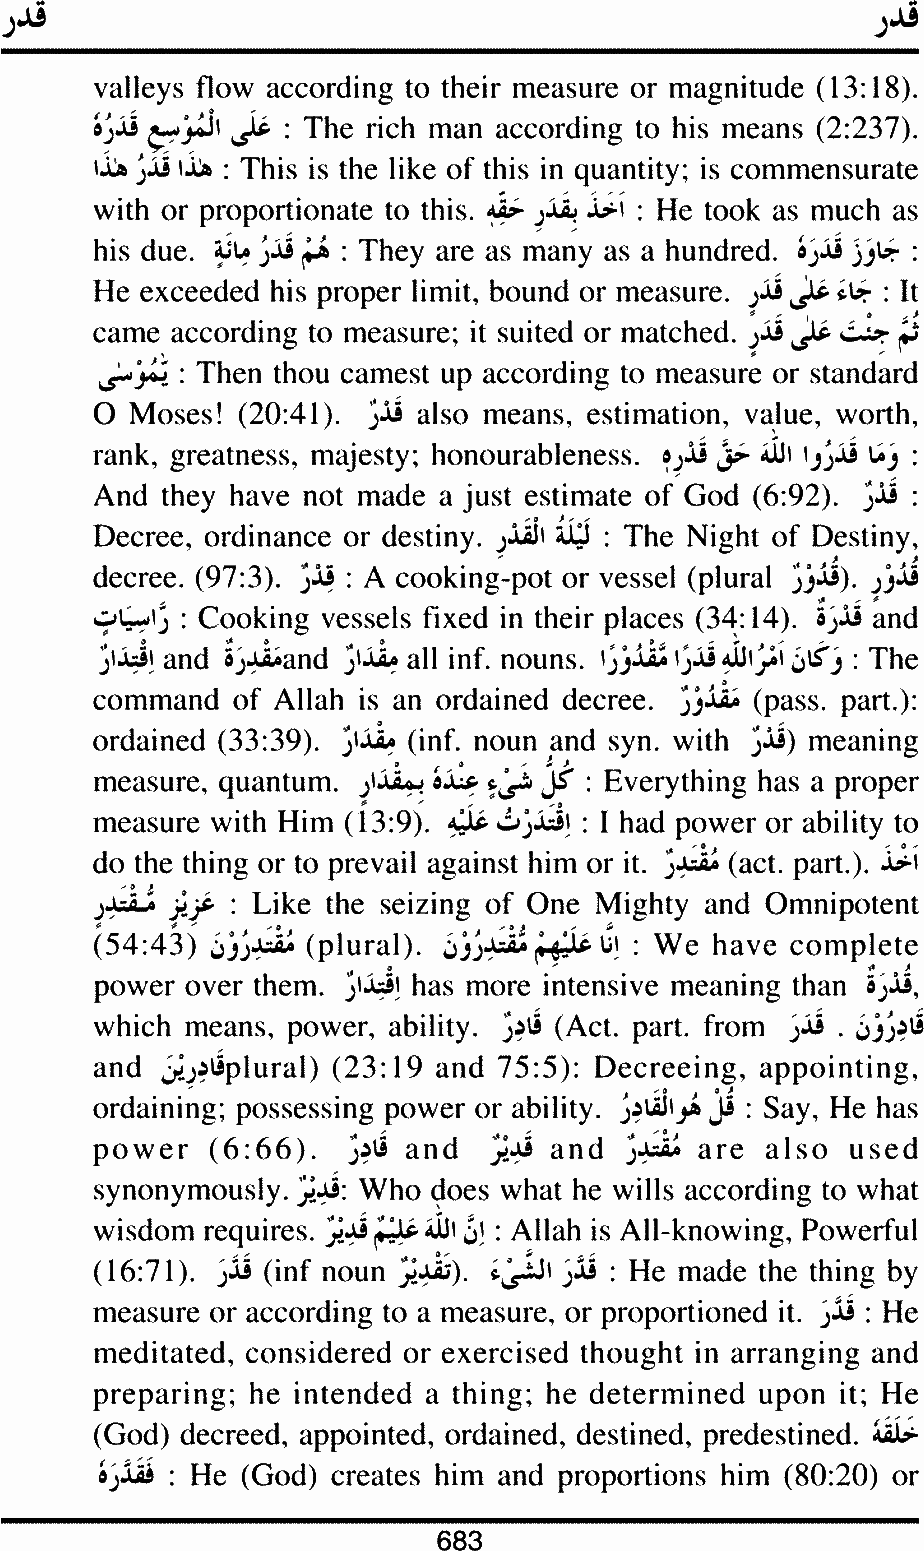 قدر قدر
valleys flow according to their measure or magnitude (13:18).
عَلَى الْمُوْسِعِ قَدَرُهٗ : The rich man according to his means (2:237).
هٰذَا قَدَرُ هٰذَا : This is the like of this in quantity; is commensurate
with or proportionate to this. اَخَذَ بِقَدَرِ حَقِّهٖ : He took as much as
his due. هُمْ قَدَرُ مِائَةٍ : They are as many as a hundred. جَاوَزَ قَدَرَهٗ :
He exceeded his proper limit, bound or measure. جَاءَ عَلٰى قَدَرٍ : It
came according to measure; it suited or matched. ثُمَّ جِئْتَ عَلٰى قَدَرٍ
يّٰمُوْسٰى : Then thou camest up according to measure or standard
O Moses! (20:41). قَدْرٌ also means, estimation, value, worth,
rank, greatness, majesty; honourableness. وَمَا قَدَرُوا اللّٰهَ حَقَّ قَدْرِهٖ :
And they have not made a just estimate of God (6:92). قَدْرٌ :
Decree, ordinance or destiny. لَيْلَةُ الْقَدْرِ : The Night of Destiny,
decree. (97:3). قِدْرٌ : A cooking-pot or vessel (plural قُدُوْرٌ). قُدُوْرٍ
رَّاسِيَاتٍ : Cooking vessels fixed in their places (34:14). قُدْرَةٌ and
اِقْتِدَارٌ and مَقْدِرَةٌ and مِقْدَارٌ all inf. nouns. وَكَانَ اَمْرُ اللّٰهِ قَدَرًا مَّقْدُوْرًا : The
command of Allah is an ordained decree. مَقْدُوْرٌ (pass. part.):
ordained (33:39). مِقْدَارٌ (inf. noun and syn. with قَدْرٌ) meaning
measure, quantum. كُلُّ شَىْءٍ عِنْدَهٗ بِمِقْدَارٍ : Everything has a proper
measure with Him (13:9). اِقْتَدَرْتُ عَلَيْهِ : I had power or ability to
do the thing or to prevail against him or it. مُقْتَدِرٌ (act. part.). اَخْذَ
عَزِيْزٍ مُّقْتَدِرٍ : Like the seizing of One Mighty and Omnipotent
(54:43) مُقْتَدِرُوْنَ (plural). اِنَّا عَلَيْهِمْ مُّقْتَدِرُوْنَ : We have complete
power over them. اِقْتِدَارٌ has more intensive meaning than قُدْرَةٌ,
which means, power, ability. قَادِرٌ (Act. part. from قَدَرَ . قَادِرُوْنَ
and قَادِرِيْنَ plural) (23:19 and 75:5): Decreeing, appointing,
ordaining; possessing power or ability. قُلْ هُوَ الْقَادِرُ : Say, He has
power (6:66). قَادِرٌ and قَدِيْرٌ and مُقْتَدِرٌ are also used
synonymously. قَدِيْرٌ: Who does what he wills according to what
wisdom requires. اِنَّ اللّٰهَ عَلِيْمٌ قَدِيْرٌ : Allah is All-knowing, Powerful
(16:71). قَدَّرَ (inf noun تَقْدِيْرٌ). قَدَّرَ الشَّيْءَ : He made the thing by
measure or according to a measure, or proportioned it. قَدَّرَ : He
meditated, considered or exercised thought in arranging and
preparing; he intended a thing; he determined upon it; He
(God) decreed, appointed, ordained, destined, predestined. خَلَقَهٗ
فَقَدَّرَهٗ : He (God) creates him and proportions him (80:20) or
683